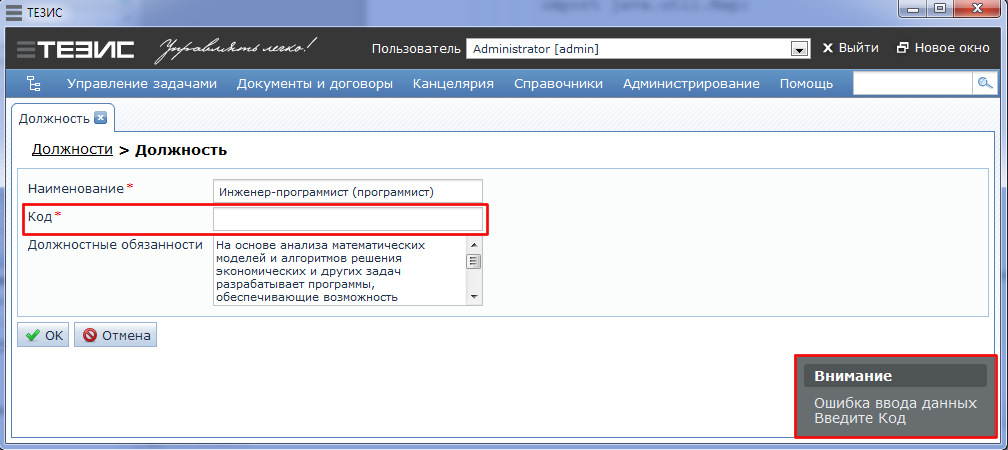 import java.util.Map;
ТЕЗИС
ТЕЗИС Управлять легко! Пользователь Administrator [admin] Выйти Новое окно
Управление задачами Документы и договоры Канцелярия Справочники Администрирование Помощь
Должность
Должности > Должность
Наименование * Инженер-программист (программист)
Код *
Должностные обязанности На основе анализа математических
моделей и алгоритмов решения
экономических и других задач
разрабатывает программы,
обеспечивающие возможность
OK Отмена
Внимание
Ошибка ввода данных
Введите Код